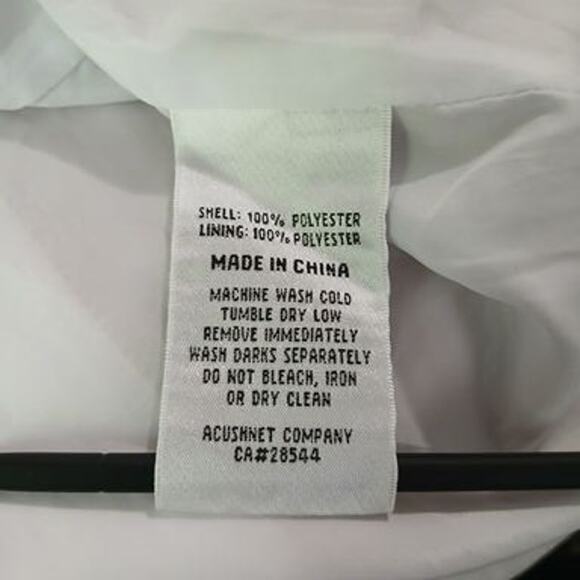 SHELL: 100% POLYESTER
LINING: 100% POLYESTER
MADE IN CHINA
MACHINE WASH COLD
TUMBLE DRY LOW
REMOVE IMMEDIATELY
WASH DARKS SEPARATELY
DO NOT BLEACH, IRON
OR DRY CLEAN
ACUSHNET COMPANY
CA#28544